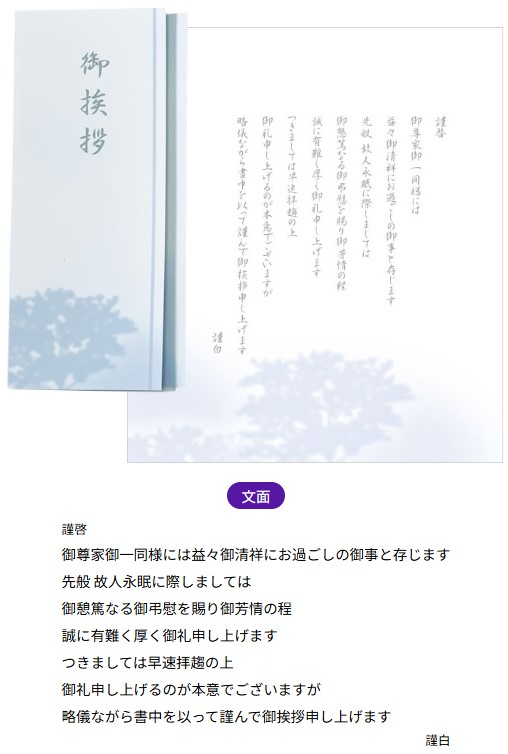 御挨拶
謹啓
御尊家御一同様には
益々御清祥にお過ごしの御事と存じます
先般 故人永眠に際しましては
御懇篤なる御弔慰を賜り御芳情の程
誠に有難く厚く御礼申し上げます
つきましては早速拝趨の上
御礼申し上げるのが本意でございますが
略儀ながら書中を以って謹んで御挨拶申し上げます
謹白
文面
謹啓
御尊家御一同様には益々御清祥にお過ごしの御事と存じます
先般 故人永眠に際しましては
御憩篤なる御弔慰を賜り御芳情の程
誠に有難く厚く御礼申し上げます
つきましては早速拝趨の上
御礼申し上げるのが本意でございますが
略儀ながら書中を以って謹んで御挨拶申し上げます
謹白